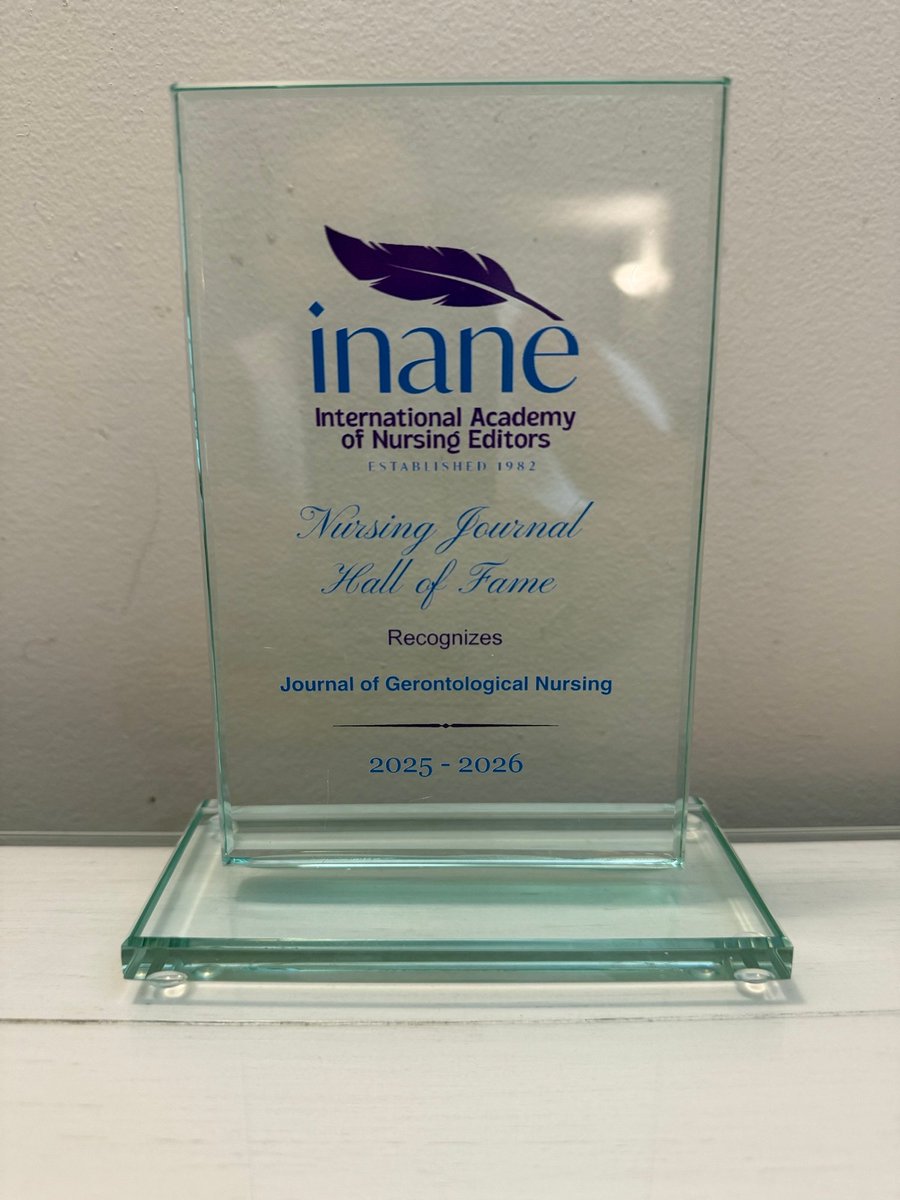 inane
International Academy
of Nursing Editors
ESTABLISHED 1982
Nursing Journal
Hall of Fame
Recognizes
Journal of Gerontological Nursing
2025 - 2026